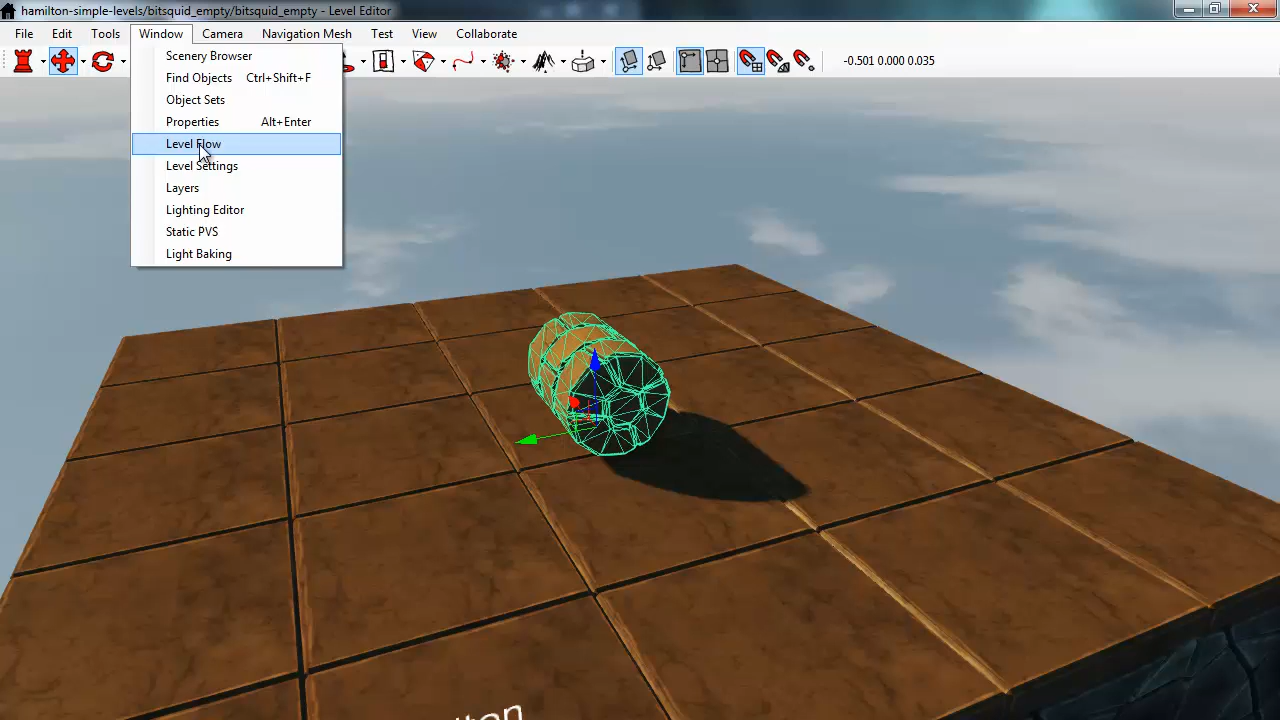 hamilton-simple-levels/bitsquid_empty/bitsquid_empty - Level Editor
File Edit Tools Window Camera Navigation Mesh Test View Collaborate
-0.501 0.000 0.035
Scenery Browser
Find Objects Ctrl+Shift+F
Object Sets
Properties Alt+Enter
Level Flow
Level Settings
Layers
Lighting Editor
Static PVS
Light Baking